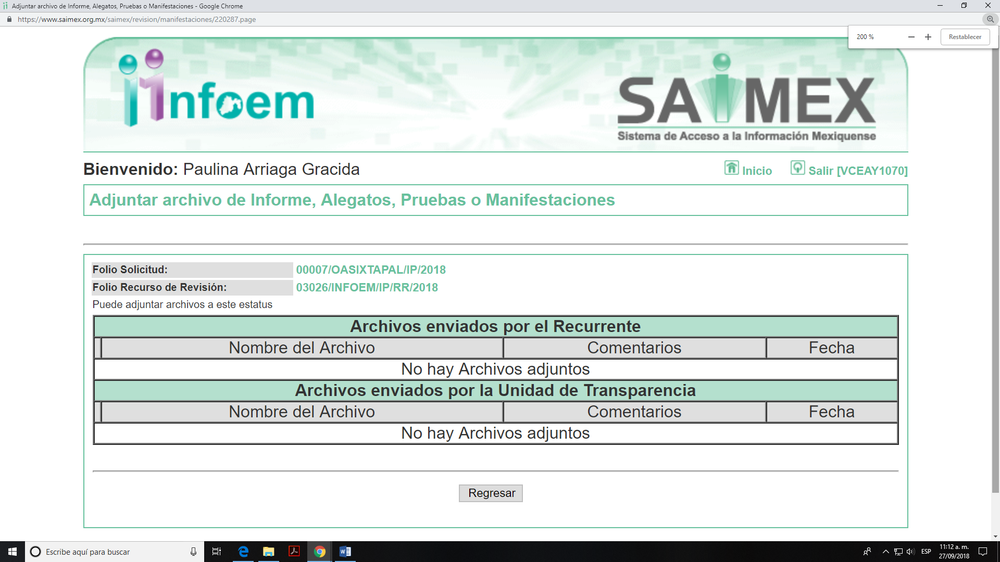 Adjuntar archivo de Informe, Alegatos, Pruebas o Manifestaciones - Google Chrome
https://www.saimex.org.mx/saimex/revision/manifestaciones/220287.page
200 %
Restablecer
infoem
SAIMEX
Sistema de Acceso a la Información Mexiquense
Bienvenido: Paulina Arriaga Gracida
Inicio
Salir [VCEAY1070]
Adjuntar archivo de Informe, Alegatos, Pruebas o Manifestaciones
Folio Solicitud: 00007/OASIXTAPAL/IP/2018
Folio Recurso de Revisión: 03026/INFOEM/IP/RR/2018
Puede adjuntar archivos a este estatus
Archivos enviados por el Recurrente
Nombre del Archivo Comentarios Fecha
No hay Archivos adjuntos
Archivos enviados por la Unidad de Transparencia
Nombre del Archivo Comentarios Fecha
No hay Archivos adjuntos
Regresar
Escribe aquí para buscar
ESP
11:12 a. m.
27/09/2018